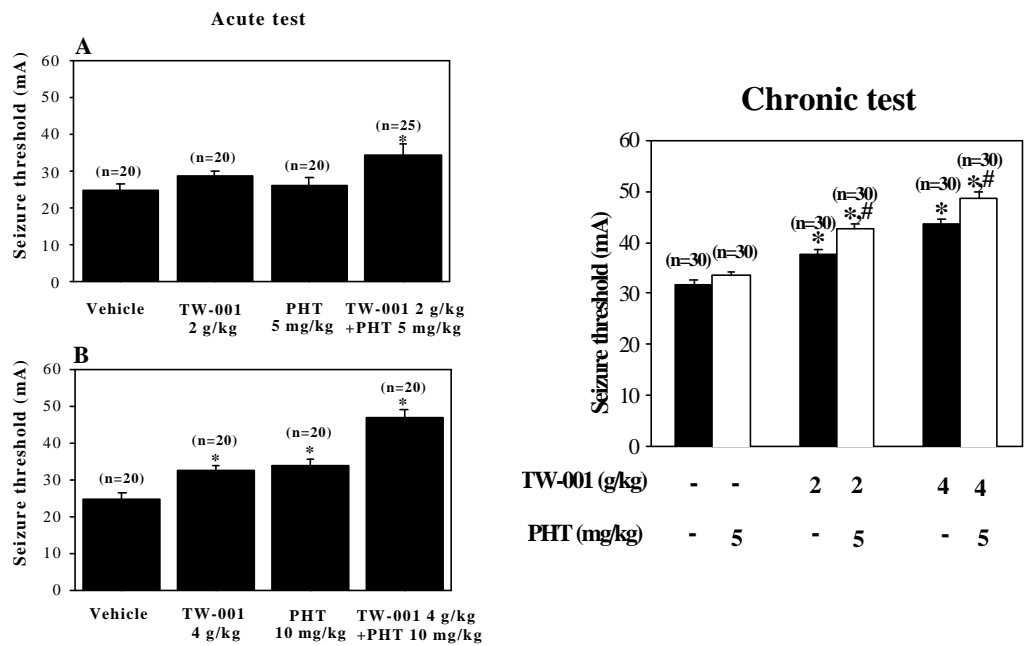 Acute test
A
Seizure threshold (mA)
60
50
40
30
20
10
0
(n=20)
(n=20)
(n=20)
(n=25)
*
Vehicle
TW-001
2 g/kg
PHT
5 mg/kg
TW-001 2 g/kg
+PHT 5 mg/kg
B
Seizure threshold (mA)
60
50
40
30
20
10
0
(n=20)
(n=20)
*
(n=20)
*
(n=20)
*
Vehicle
TW-001
4 g/kg
PHT
10 mg/kg
TW-001 4 g/kg
+PHT 10 mg/kg
Chronic test
Seizure threshold (mA)
60
50
40
30
20
10
0
(n=30)
(n=30)
(n=30)
*
(n=30)
*,#
(n=30)
*
(n=30)
*,#
TW-001 (g/kg) - - 2 2 4 4
PHT (mg/kg) - 5 - 5 - 5